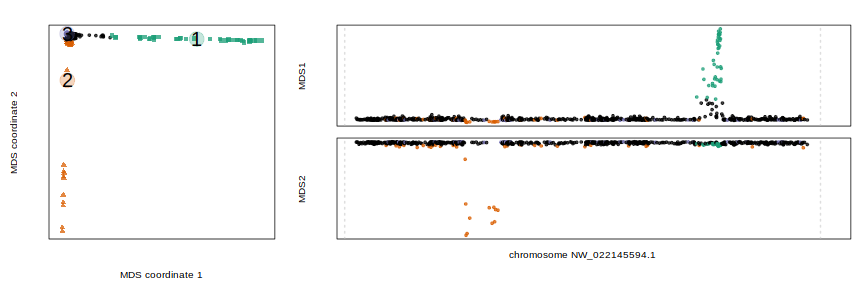 3
1
2
MDS coordinate 2
MDS coordinate 1
MDS1
MDS2
chromosome NW_022145594.1